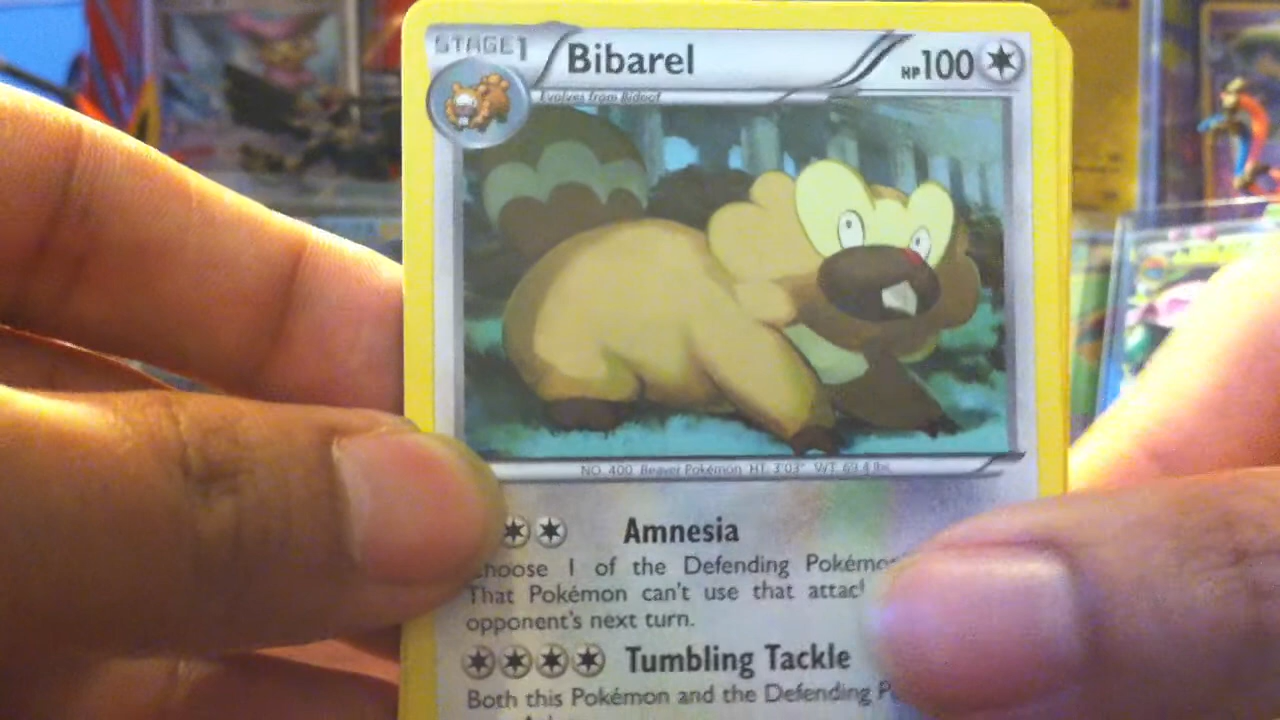 STAGE1
Bibarel
HP100
Evolves from Bidoof
NO. 400 Beaver Pokémon HT. 3'03" WT. 69.4 lbs.
Amnesia
Choose 1 of the Defending
That Pokémon can't use that
opponent's next turn.
Tumbling Tackle
Both this Pokémon and the Defending